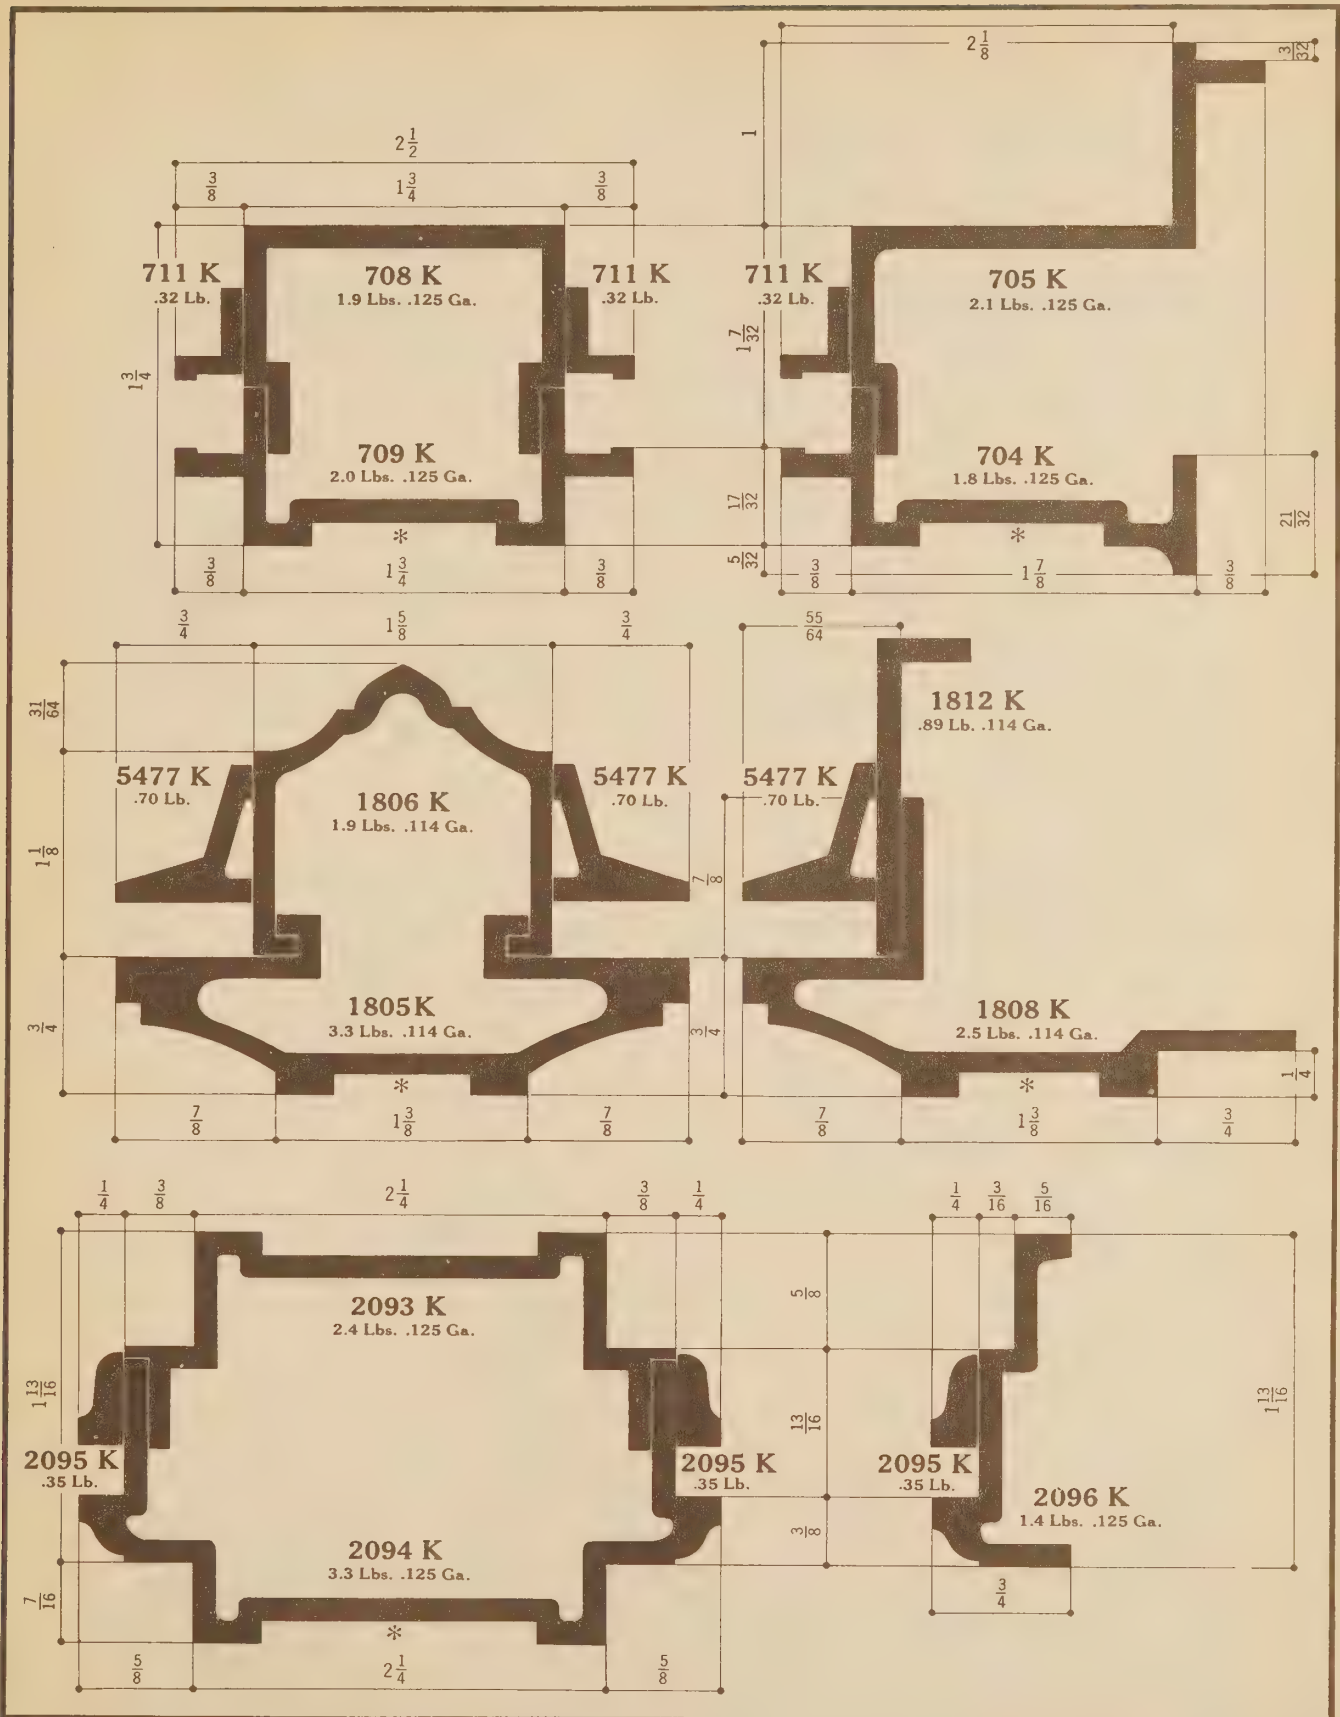 2 1/8
3/32
1
2 1/2
3/8 1 3/4 3/8
711 K
.32 Lb.
708 K
1.9 Lbs. .125 Ga.
711 K
.32 Lb.
711 K
.32 Lb.
705 K
2.1 Lbs. .125 Ga.
1 3/4
1 7/32
709 K
2.0 Lbs. .125 Ga.
704 K
1.8 Lbs. .125 Ga.
17/32
21/32
*
*
5/32
3/8 1 3/4 3/8
3/8 1 7/8 3/8
3/4 1 5/8 3/4
55/64
31/64
1812 K
.89 Lb. .114 Ga.
5477 K
.70 Lb.
1806 K
1.9 Lbs. .114 Ga.
5477 K
.70 Lb.
5477 K
.70 Lb.
1 1/8
7/8
1805K
3.3 Lbs. .114 Ga.
1808 K
2.5 Lbs. .114 Ga.
3/4
3/4
1/4
*
*
7/8 1 3/8 7/8
7/8 1 3/8 3/4
1/4 3/8 2 1/4 3/8 1/4
1/4 3/16 5/16
5/8
2093 K
2.4 Lbs. .125 Ga.
1 13/16
13/16
1 13/16
2095 K
.35 Lb.
2095 K
.35 Lb.
2095 K
.35 Lb.
2096 K
1.4 Lbs. .125 Ga.
3/8
2094 K
3.3 Lbs. .125 Ga.
7/16
3/4
*
5/8 2 1/4 5/8